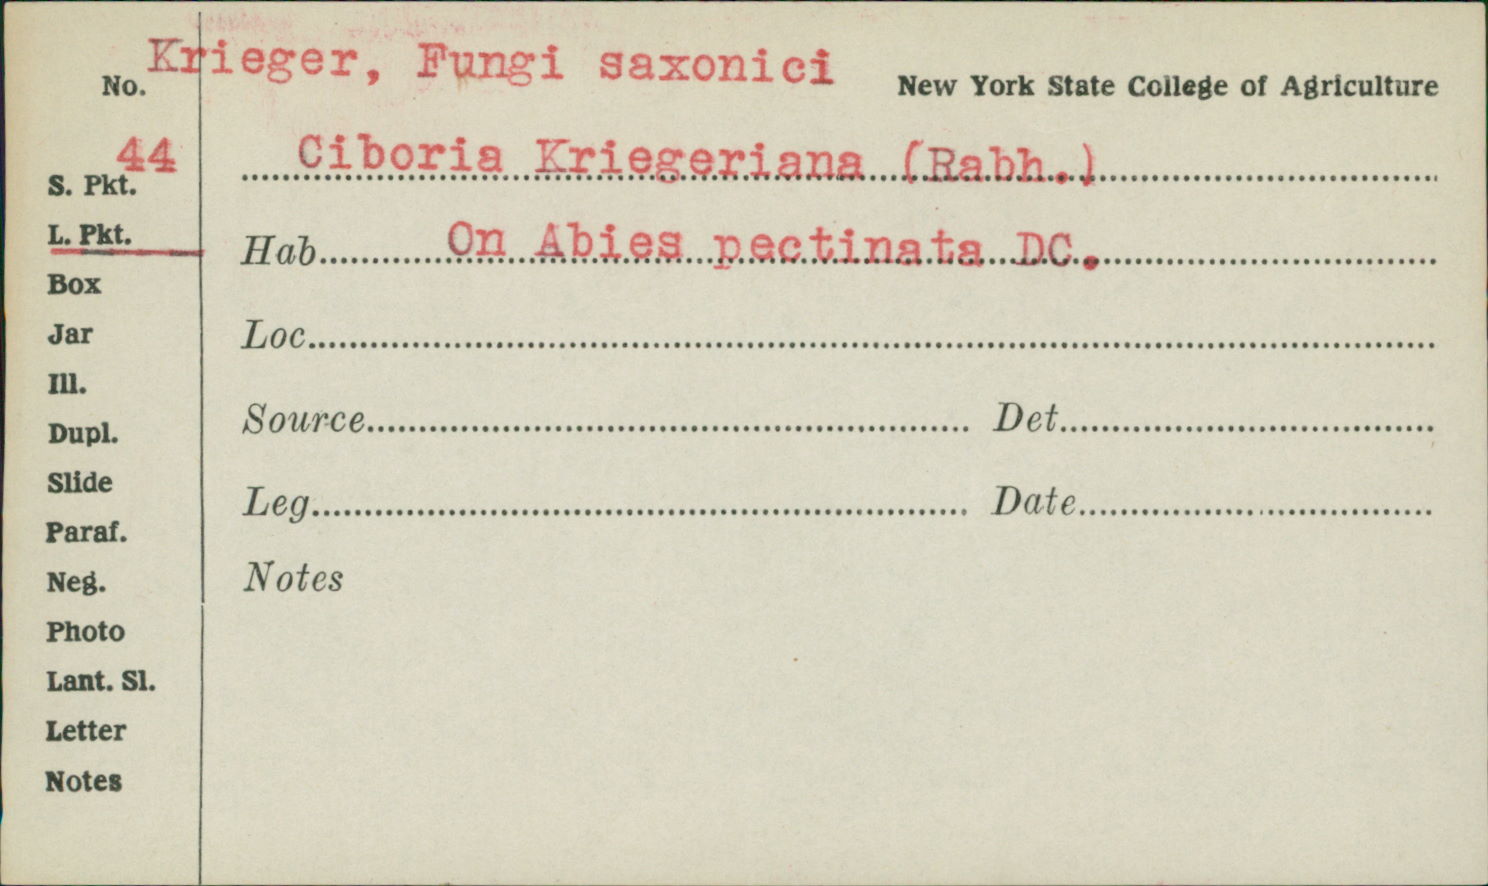 Krieger, Fungi saxonici
No.
New York State College of Agriculture
44
Ciboria Kriegeriana (Rabh.)
S. Pkt.
L. Pkt.
Hab. On Abies pectinata DC.
Box
Jar
Loc.
Ill.
Dupl.
Source Det.
Slide
Leg. Date
Paraf.
Neg.
Notes
Photo
Lant. Sl.
Letter
Notes